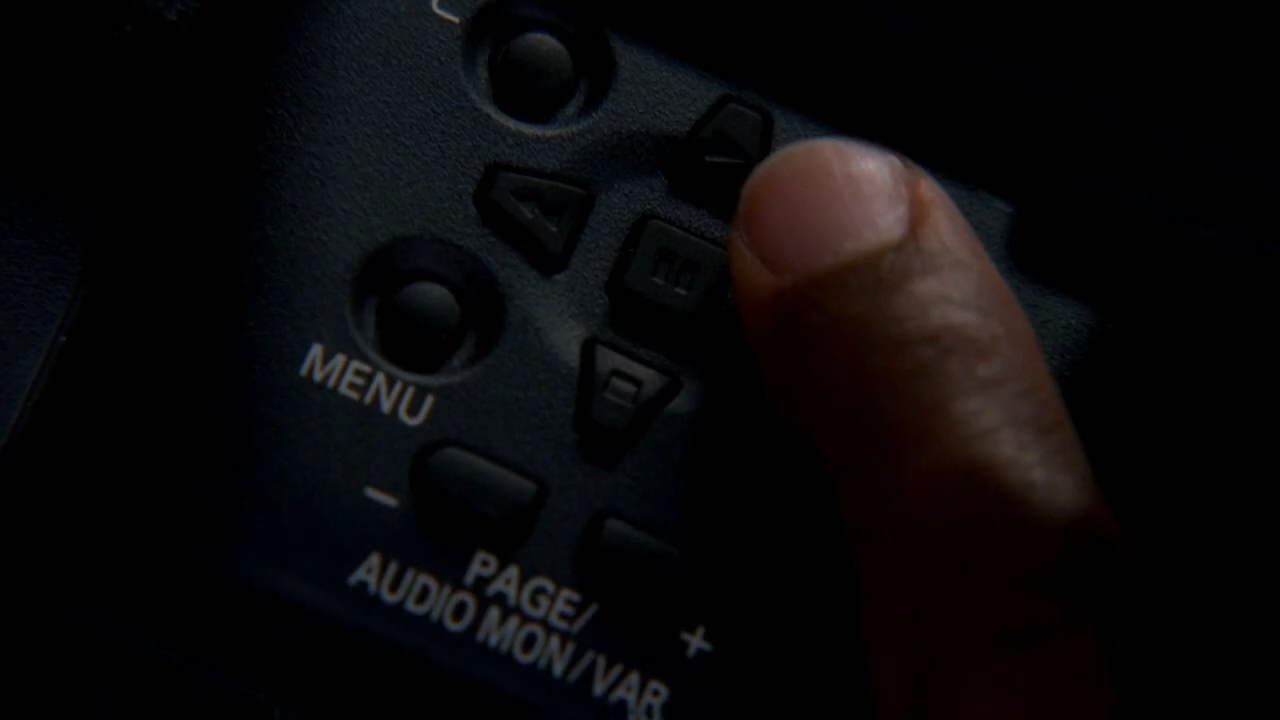 MENU
−
PAGE/
AUDIO MON/VAR
+